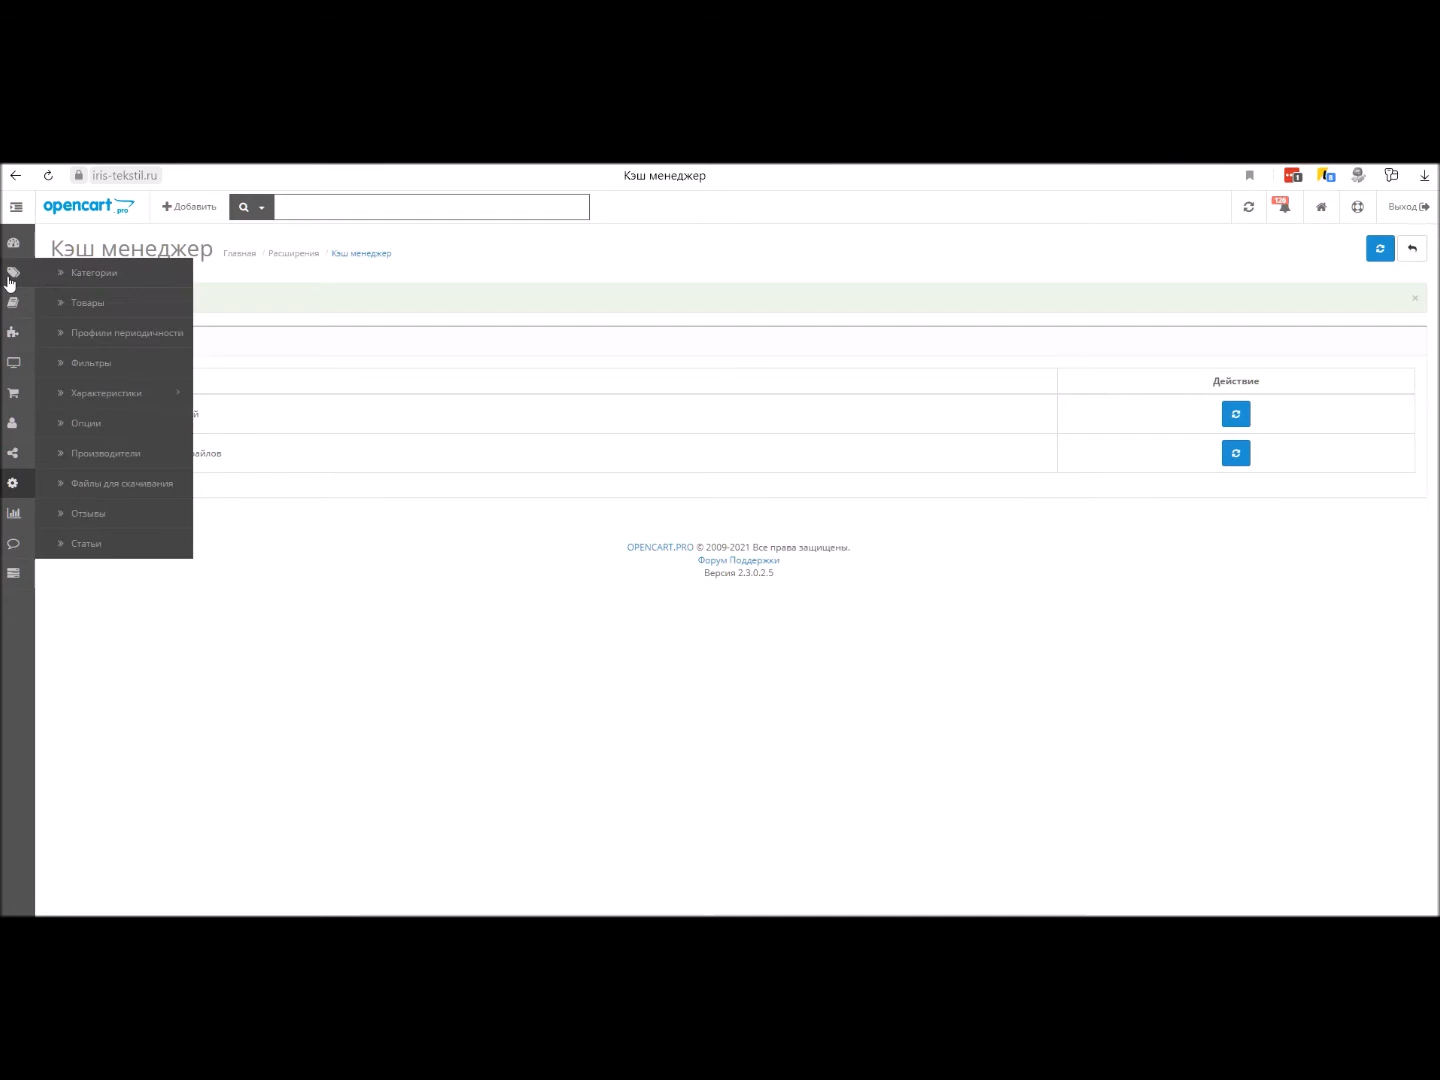 iris-tekstil.ru
Кэш менеджер
1
8
opencart.pro
Добавить
Выход
Кэш менеджер
Главная / Расширения / Кэш менеджер
Категории
Товары
×
Профили периодичности
Фильтры
Действие
Характеристики
й
Опции
Производители
айлов
Файлы для скачивания
Отзывы
Статьи
OPENCART.PRO © 2009-2021 Все права защищены.
Форум Поддержки
Версия 2.3.0.2.5